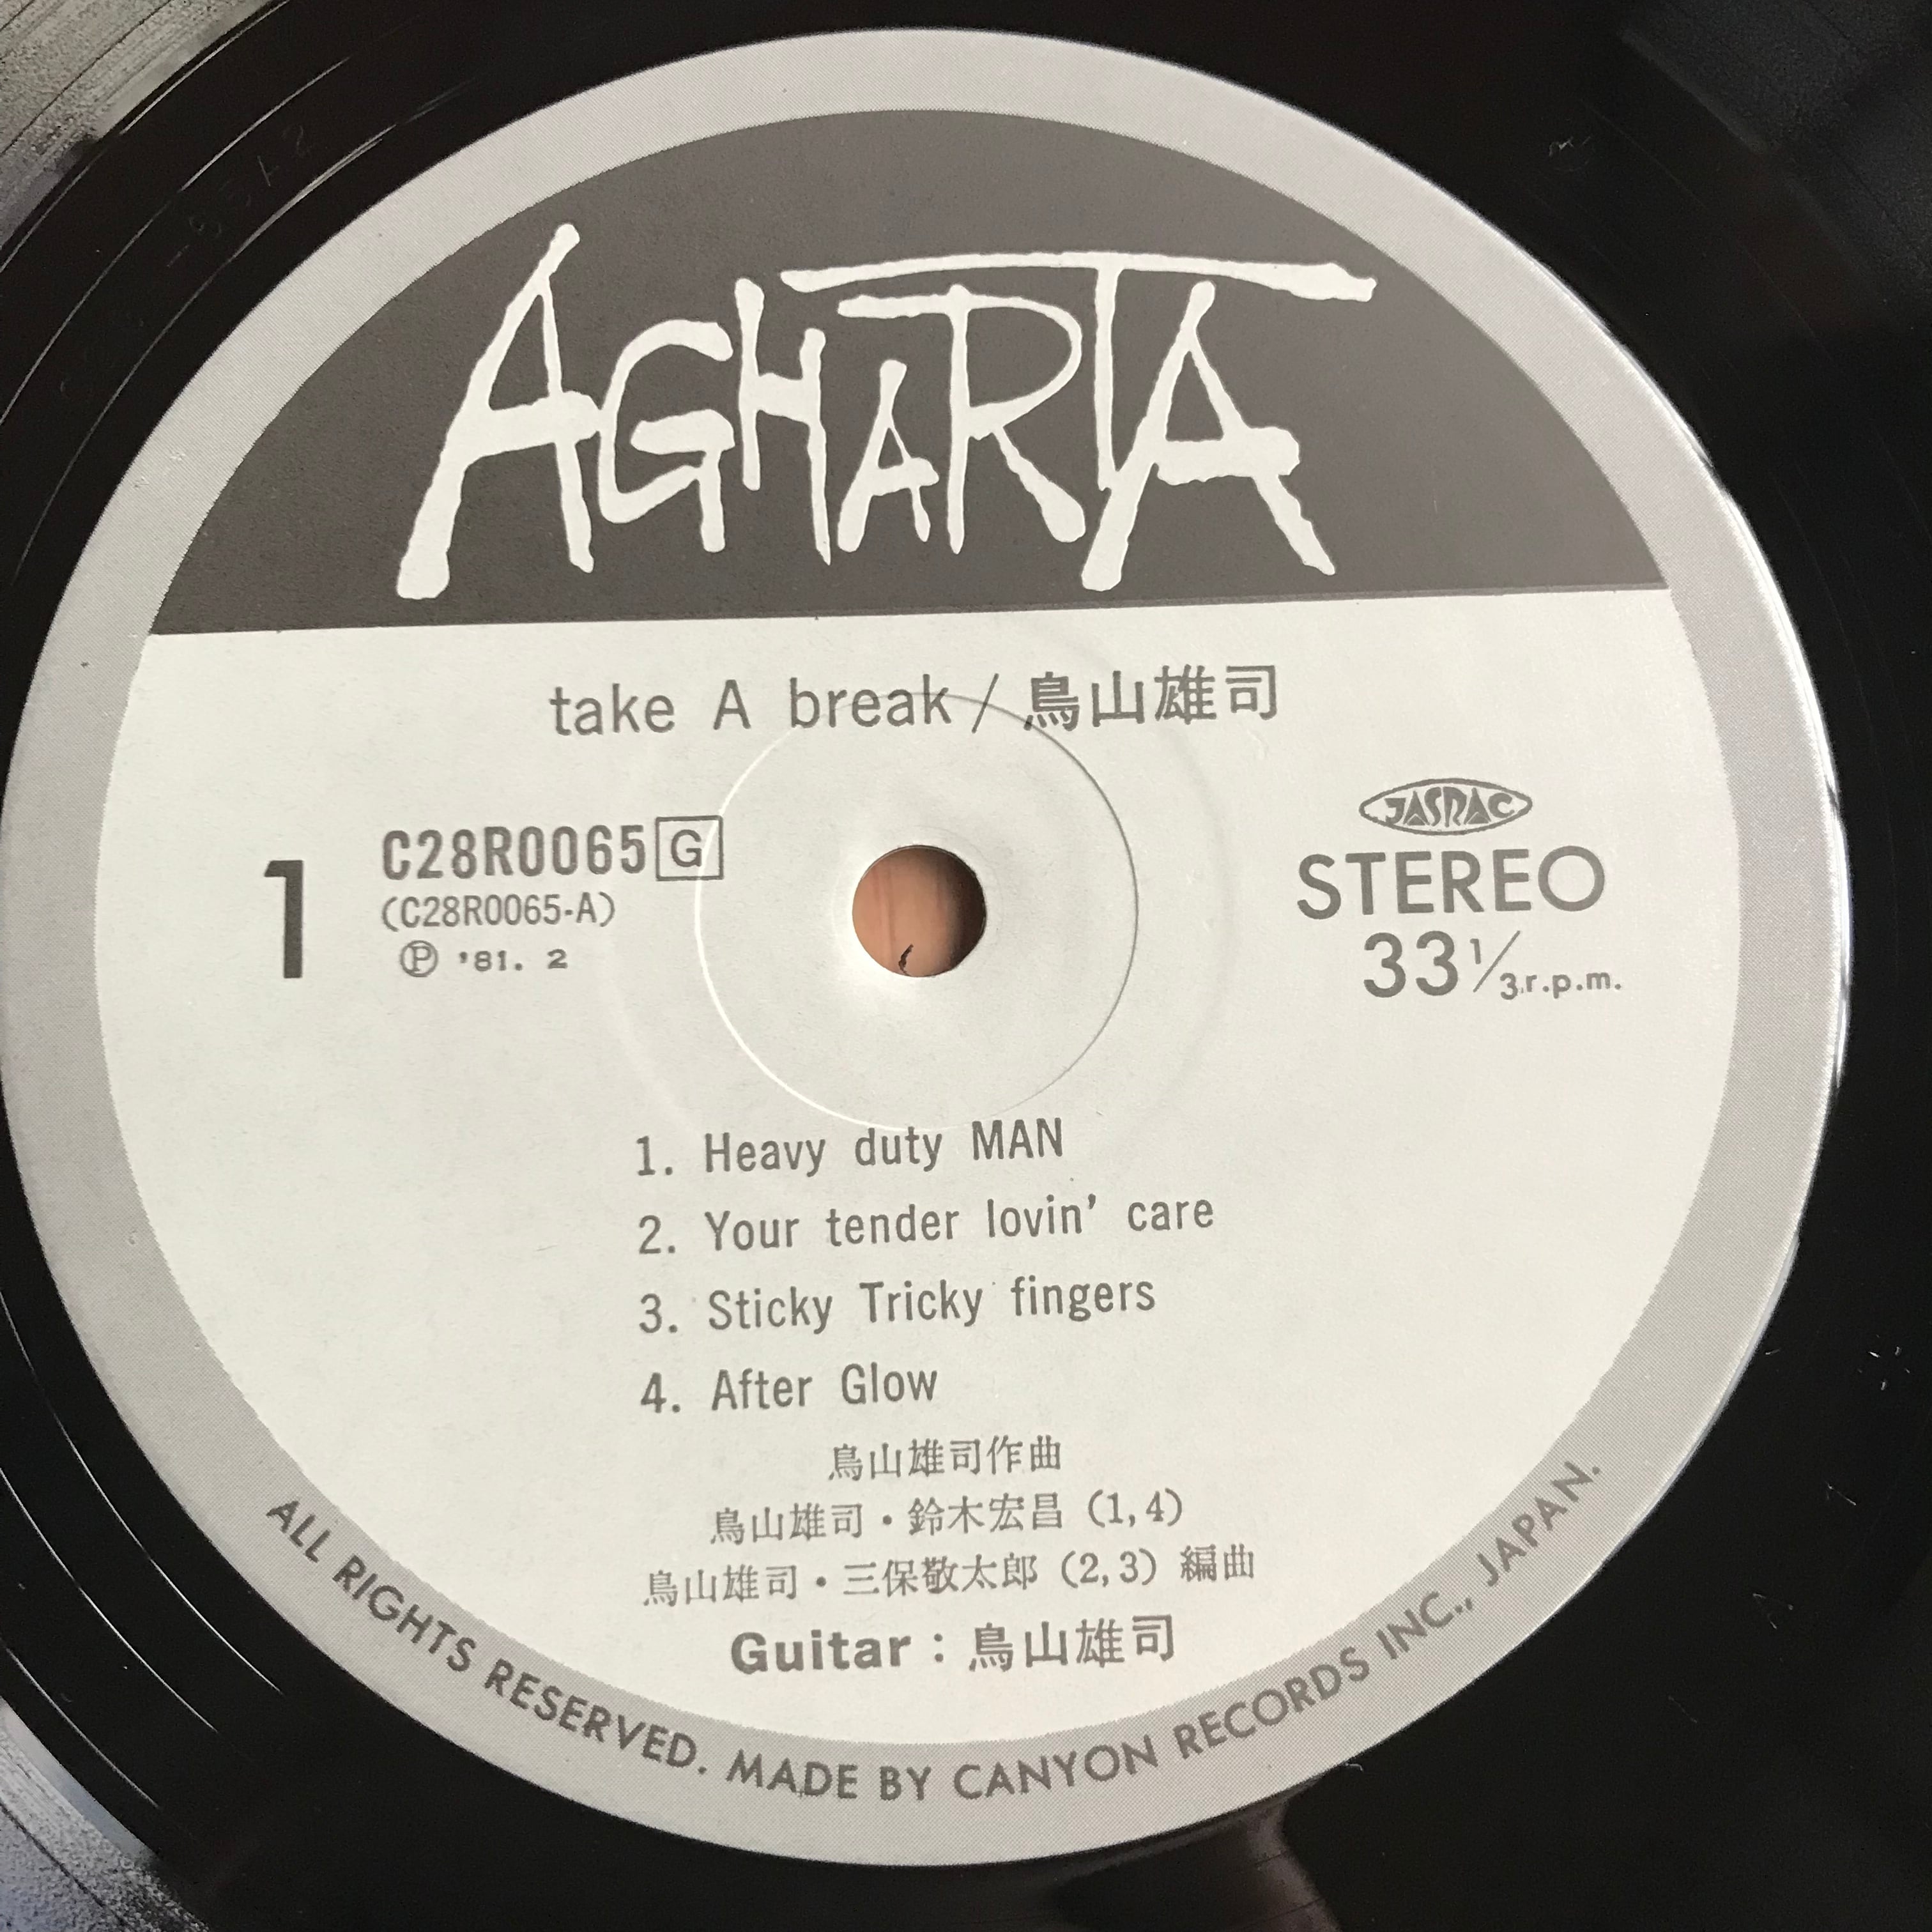 AGHARTA
take A break / 鳥山雄司
JASRAC
1
C28R0065 G
(C28R0065-A)
Ⓟ '81. 2
STEREO
33 1/3 r.p.m.
1. Heavy duty MAN
2. Your tender lovin' care
3. Sticky Tricky fingers
4. After Glow
鳥山雄司作曲
鳥山雄司・鈴木宏昌 (1,4)
鳥山雄司・三保敬太郎 (2,3) 編曲
Guitar : 鳥山雄司
ALL RIGHTS RESERVED. MADE BY CANYON RECORDS INC., JAPAN.